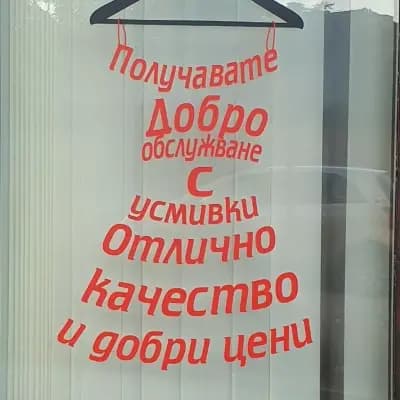 Получавате
Добро
обслужване
с
усмивки
Отлично
качество
и добри цени